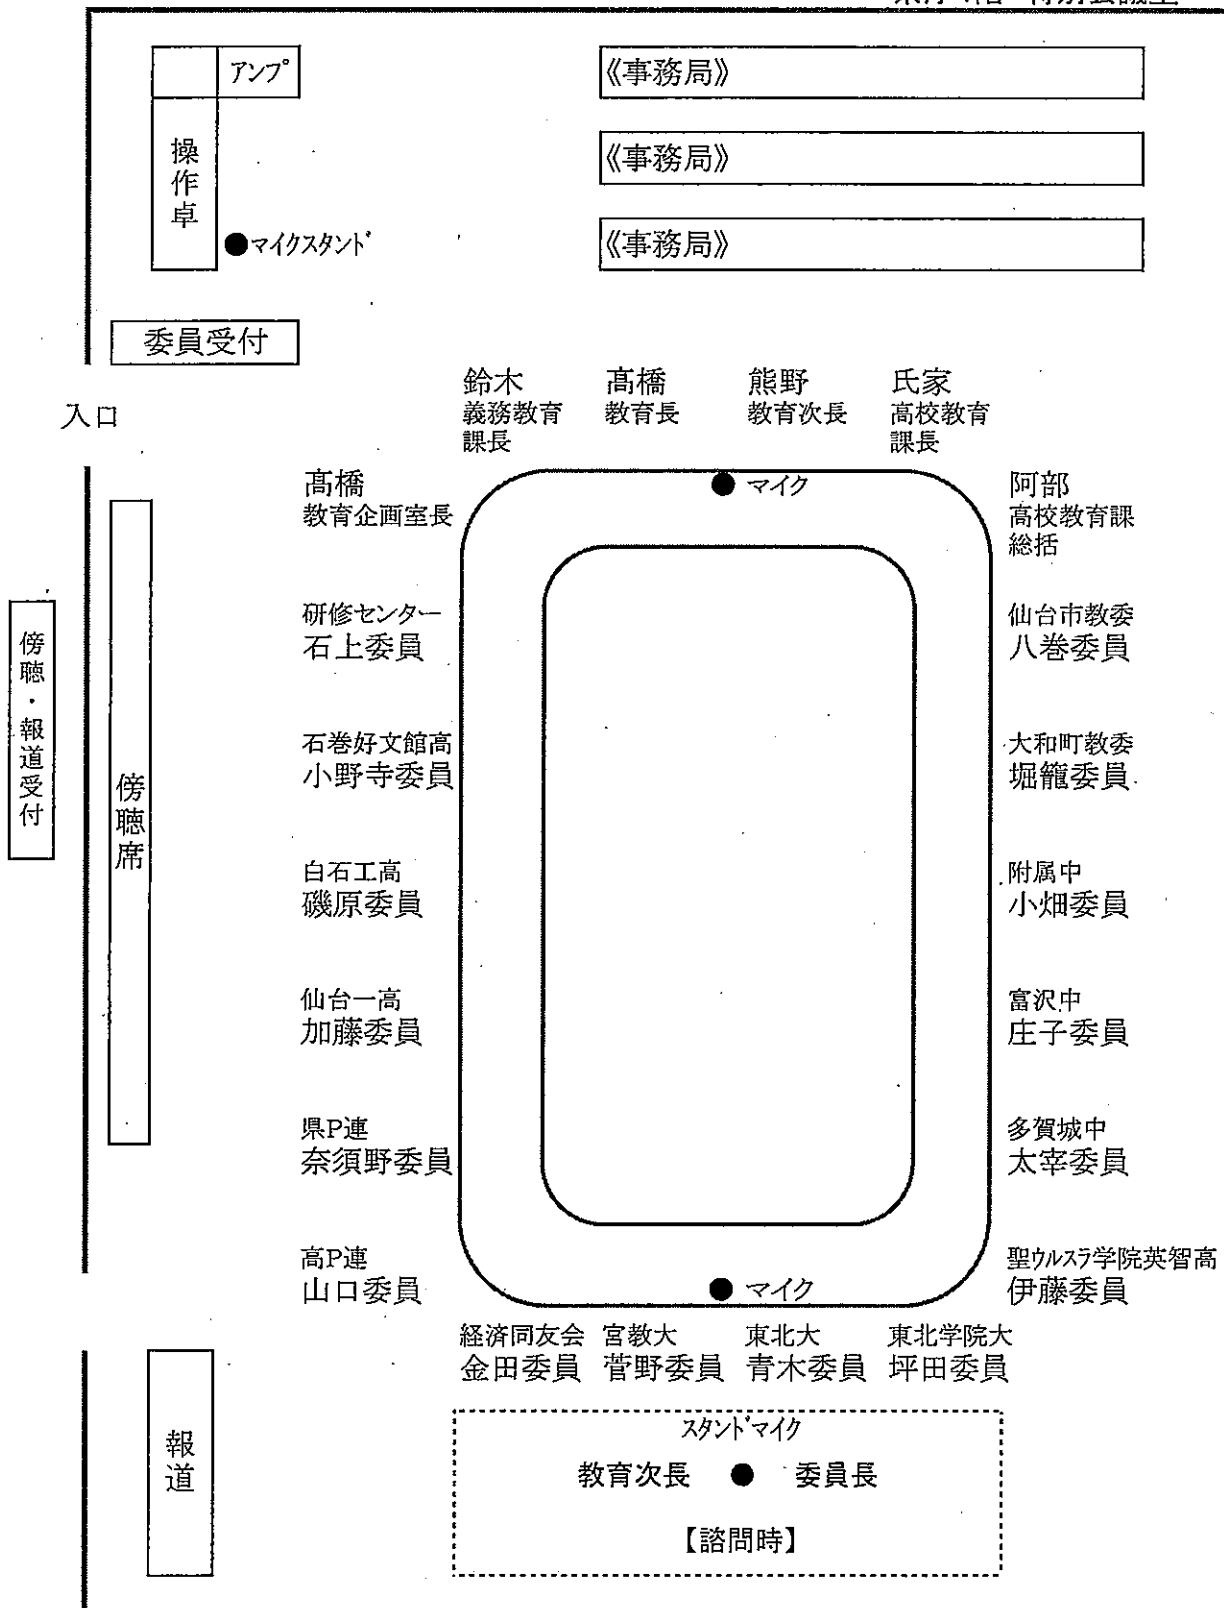 アンプ
《事務局》
操作卓
《事務局》
●マイクスタンド
《事務局》
委員受付
入口
鈴木
義務教育
課長
髙橋
教育長
熊野
教育次長
氏家
高校教育
課長
髙橋
教育企画室長
●マイク
阿部
高校教育課
総括
傍聴・報道受付
傍聴席
研修センター
石上委員
仙台市教委
八巻委員
石巻好文館高
小野寺委員
大和町教委
堀籠委員
白石工高
磯原委員
附属中
小畑委員
仙台一高
加藤委員
富沢中
庄子委員
県P連
奈須野委員
多賀城中
太宰委員
高P連
山口委員
●マイク
聖ウルスラ学院英智高
伊藤委員
経済同友会
金田委員
宮教大
菅野委員
東北大
青木委員
東北学院大
坪田委員
報道
スタンドマイク
教育次長 ● 委員長
【諮問時】